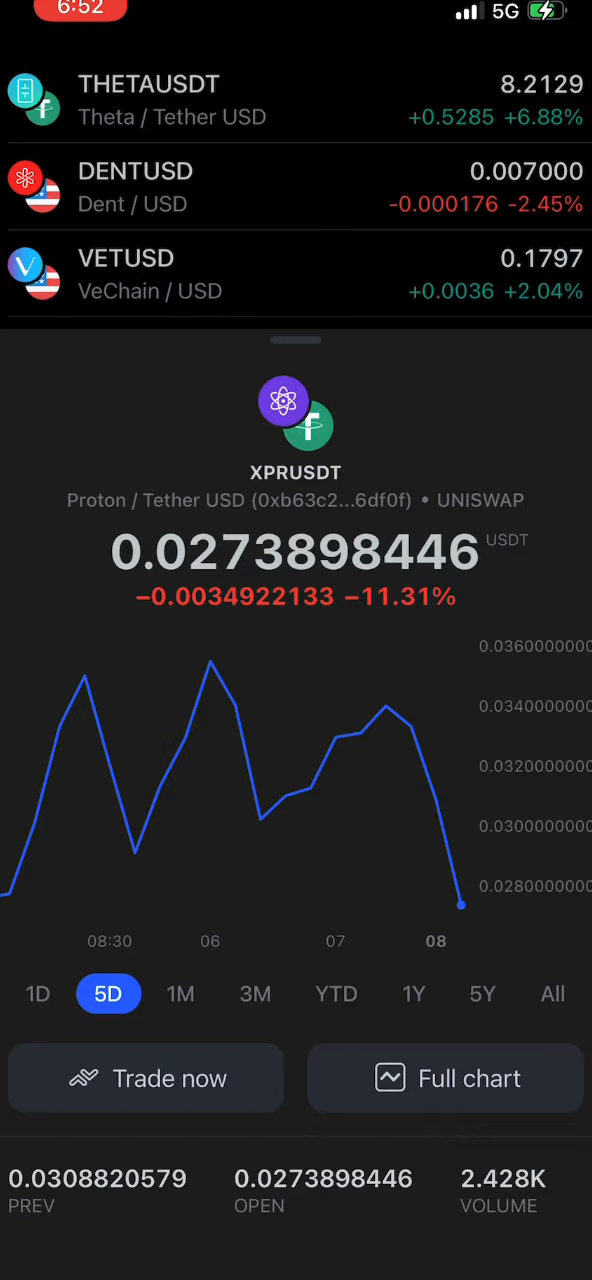 6:52 5G
THETAUSDT 8.2129
Theta / Tether USD +0.5285 +6.88%
DENTUSD 0.007000
Dent / USD -0.000176 -2.45%
VETUSD 0.1797
VeChain / USD +0.0036 +2.04%
XPRUSDT
Proton / Tether USD (0xb63c2...6df0f) • UNISWAP
0.0273898446 USDT
−0.0034922133 −11.31%
0.0360000000
0.0340000000
0.0320000000
0.0300000000
0.0280000000
08:30 06 07 08
1D 5D 1M 3M YTD 1Y 5Y All
Trade now Full chart
0.0308820579 0.0273898446 2.428K
PREV OPEN VOLUME